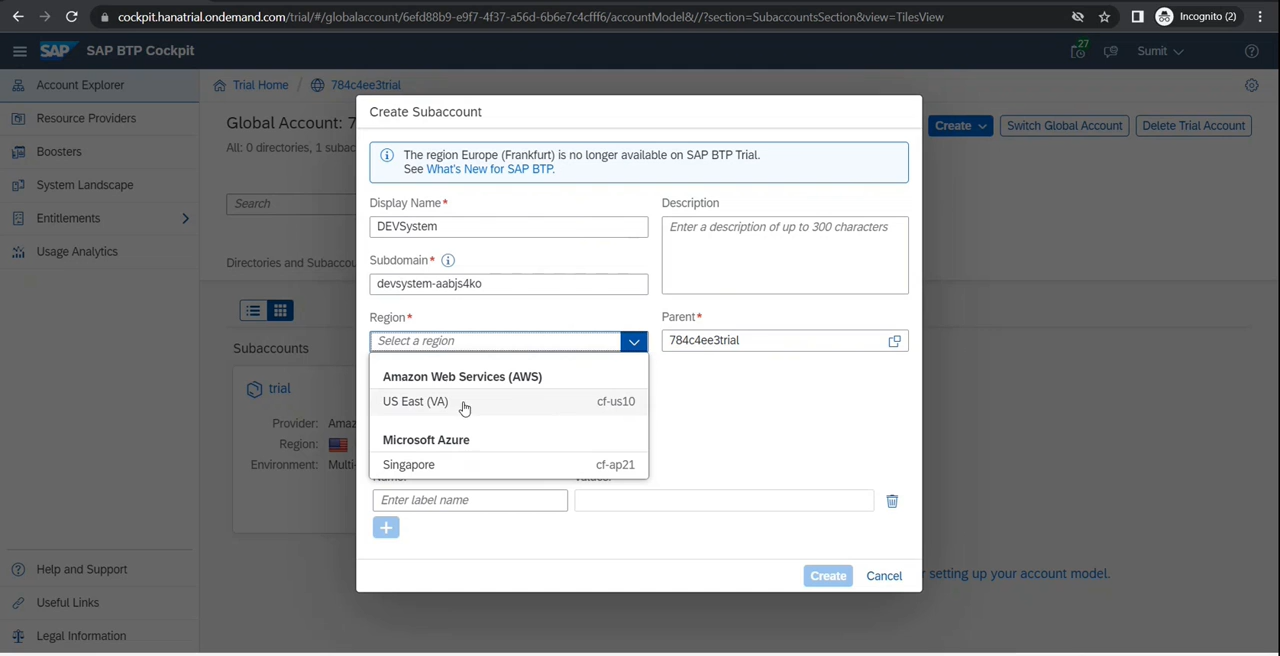 cockpit.hanatrial.ondemand.com/trial/#/globalaccount/6efd88b9-e9f7-4f37-a56d-6b6e7c4cfff6/accountModel&//?section=SubaccountsSection&view=TilesView
Incognito (2)
SAP
SAP BTP Cockpit
27
Sumit
Account Explorer
Resource Providers
Boosters
System Landscape
Entitlements
Usage Analytics
Help and Support
Useful Links
Legal Information
Trial Home / 784c4ee3trial
Global Account: 7
All: 0 directories, 1 subac
Create
Switch Global Account
Delete Trial Account
Search
Directories and Subaccou
Subaccounts
trial
Provider: Amaz
Region:
Environment: Multi-
r setting up your account model.
Create Subaccount
The region Europe (Frankfurt) is no longer available on SAP BTP Trial.
See What's New for SAP BTP.
Display Name*
DEVSystem
Description
Enter a description of up to 300 characters
Subdomain*
devsystem-aabjs4ko
Region*
Select a region
Parent*
784c4ee3trial
Amazon Web Services (AWS)
US East (VA) cf-us10
Microsoft Azure
Singapore cf-ap21
Enter label name
Create
Cancel